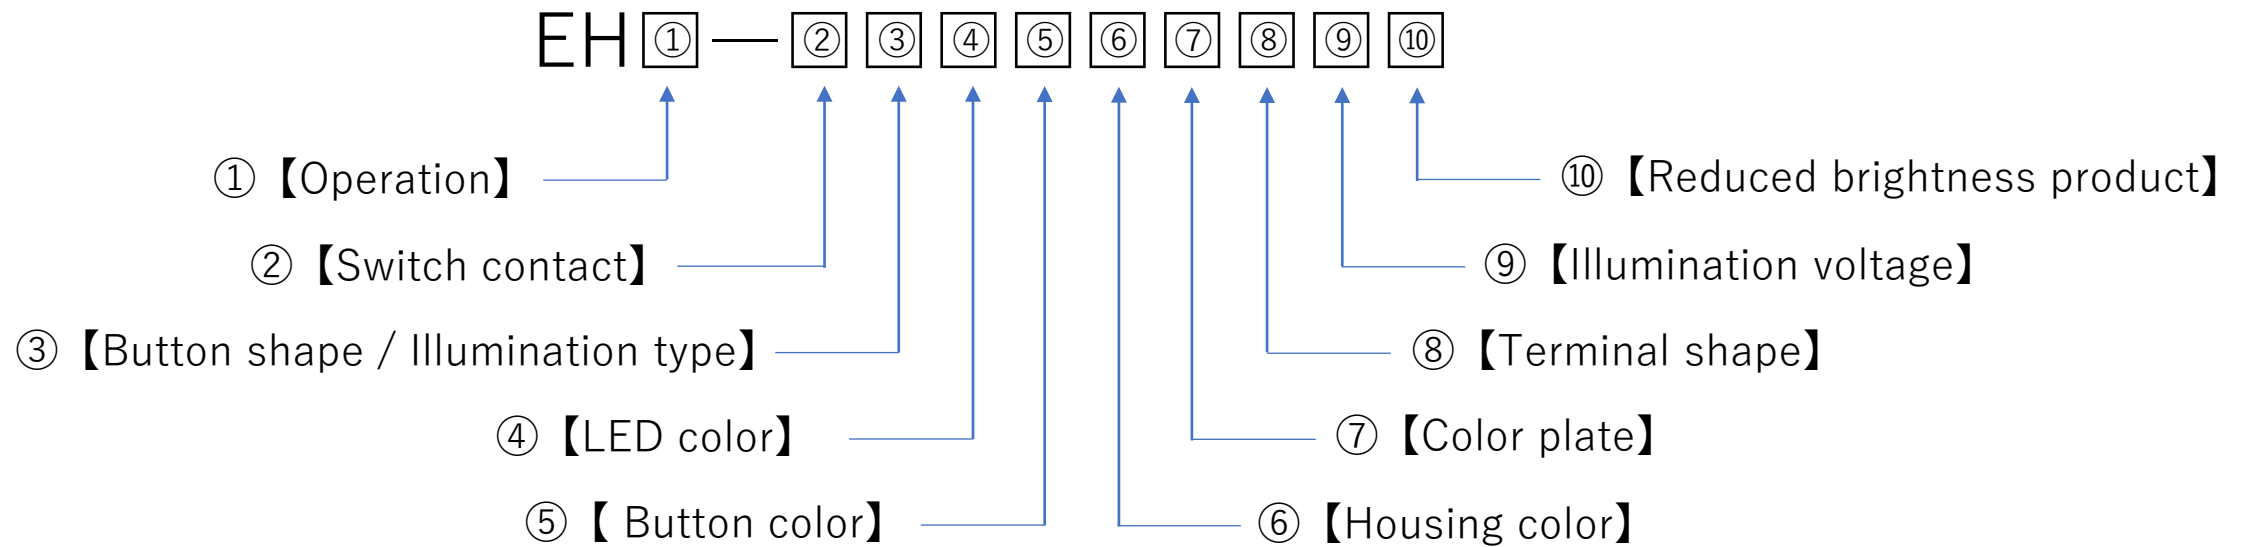 EH①—②③④⑤⑥⑦⑧⑨⑩
①【Operation】
②【Switch contact】
③【Button shape / Illumination type】
④【LED color】
⑤【 Button color】
⑩【Reduced brightness product】
⑨【Illumination voltage】
⑧【Terminal shape】
⑦【Color plate】
⑥【Housing color】